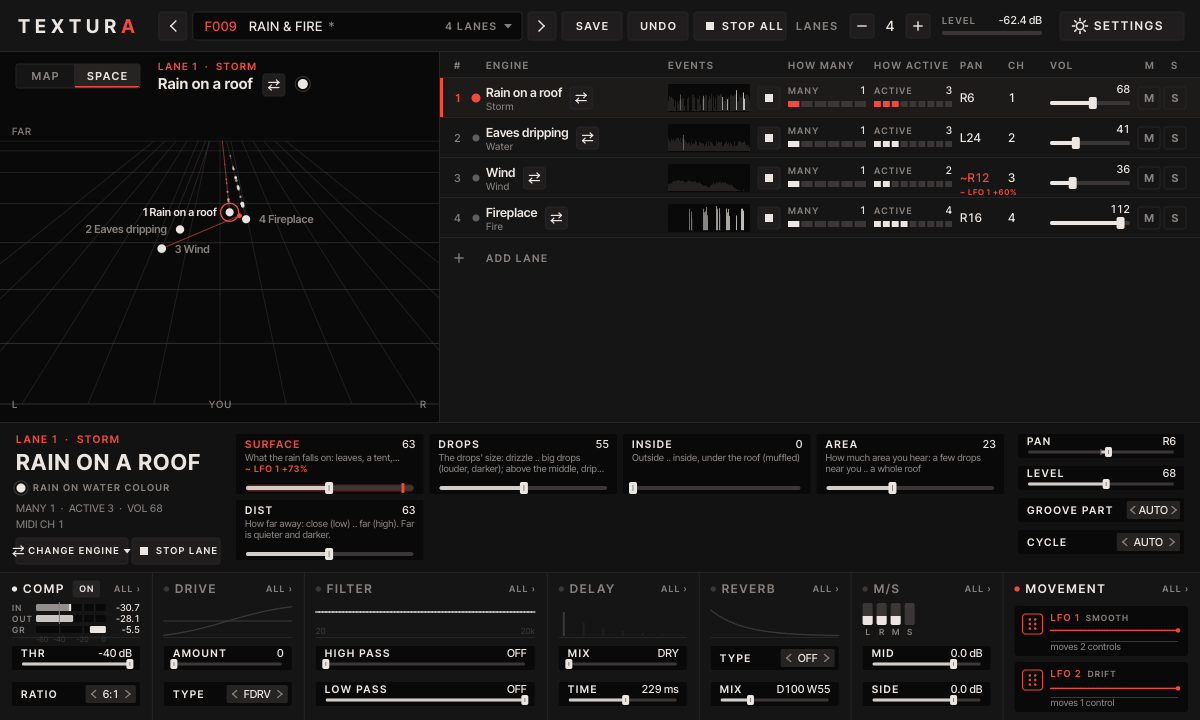 TEXTURA
F009 RAIN & FIRE *
4 LANES
SAVE
UNDO
STOP ALL
LANES
4
LEVEL -62.4 dB
SETTINGS
MAP
SPACE
LANE 1 · STORM
Rain on a roof
FAR
1 Rain on a roof
2 Eaves dripping
3 Wind
4 Fireplace
L
YOU
R
# ENGINE EVENTS HOW MANY HOW ACTIVE PAN CH VOL M S
1 Rain on a roof MANY 1 ACTIVE 3 R6 1 68 M S
Storm
2 Eaves dripping MANY 1 ACTIVE 3 L24 2 41 M S
Water
3 Wind MANY 1 ACTIVE 2 ~R12 3 36 M S
Wind
~ LFO 1 +60%
4 Fireplace MANY 1 ACTIVE 4 R16 4 112 M S
Fire
+ ADD LANE
LANE 1 · STORM
RAIN ON A ROOF
RAIN ON WATER COLOUR
MANY 1 · ACTIVE 3 · VOL 68
MIDI CH 1
CHANGE ENGINE
STOP LANE
SURFACE 63
What the rain falls on: leaves, a tent,...
~ LFO 1 +73%
DROPS 55
The drops' size: drizzle .. big drops
(louder, darker); above the middle, drip...
INSIDE 0
Outside .. inside, under the roof (muffled)
AREA 23
How much area you hear: a few drops
near you .. a whole roof
DIST 63
How far away: close (low) .. far (high). Far
is quieter and darker.
PAN R6
LEVEL 68
GROOVE PART < AUTO >
CYCLE < AUTO >
COMP ON ALL ›
IN -30.7
OUT -28.1
GR -5.5
-60 -40 -20 0
THR -40 dB
RATIO < 6:1 >
DRIVE ALL ›
AMOUNT 0
TYPE < FDRV >
FILTER ALL ›
20 20k
HIGH PASS OFF
LOW PASS OFF
DELAY ALL ›
MIX DRY
TIME 229 ms
REVERB ALL ›
TYPE < OFF >
MIX D100 W55
M/S ALL ›
L R M S
MID 0.0 dB
SIDE 0.0 dB
MOVEMENT ALL ›
LFO 1 SMOOTH
moves 2 controls
LFO 2 DRIFT
moves 1 control